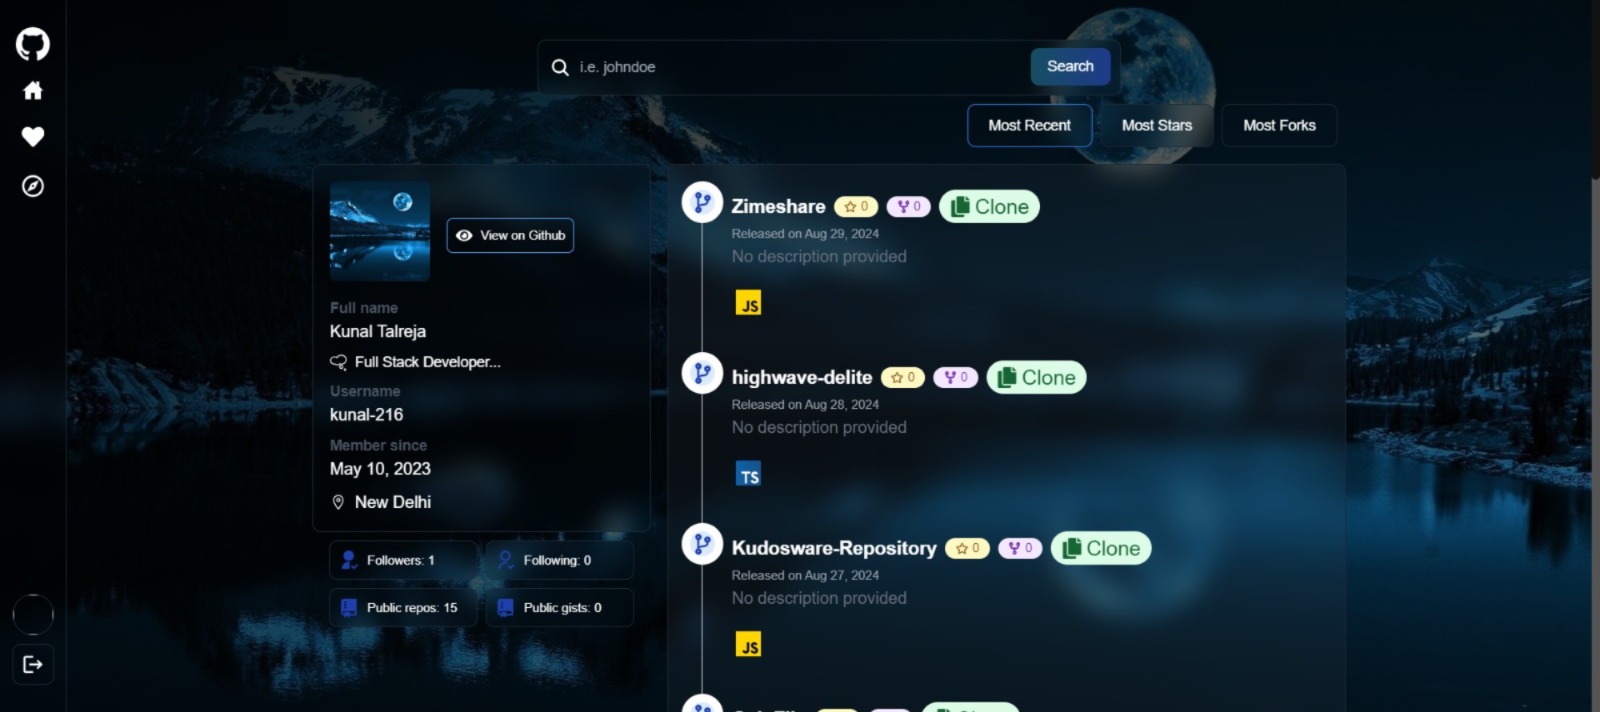 i.e. johndoe
Search
Most Recent
Most Stars
Most Forks
View on Github
Full name
Kunal Talreja
Full Stack Developer...
Username
kunal-216
Member since
May 10, 2023
New Delhi
Followers: 1
Following: 0
Public repos: 15
Public gists: 0
Zimeshare 0 0 Clone
Released on Aug 29, 2024
No description provided
JS
highwave-delite 0 0 Clone
Released on Aug 28, 2024
No description provided
TS
Kudosware-Repository 0 0 Clone
Released on Aug 27, 2024
No description provided
JS